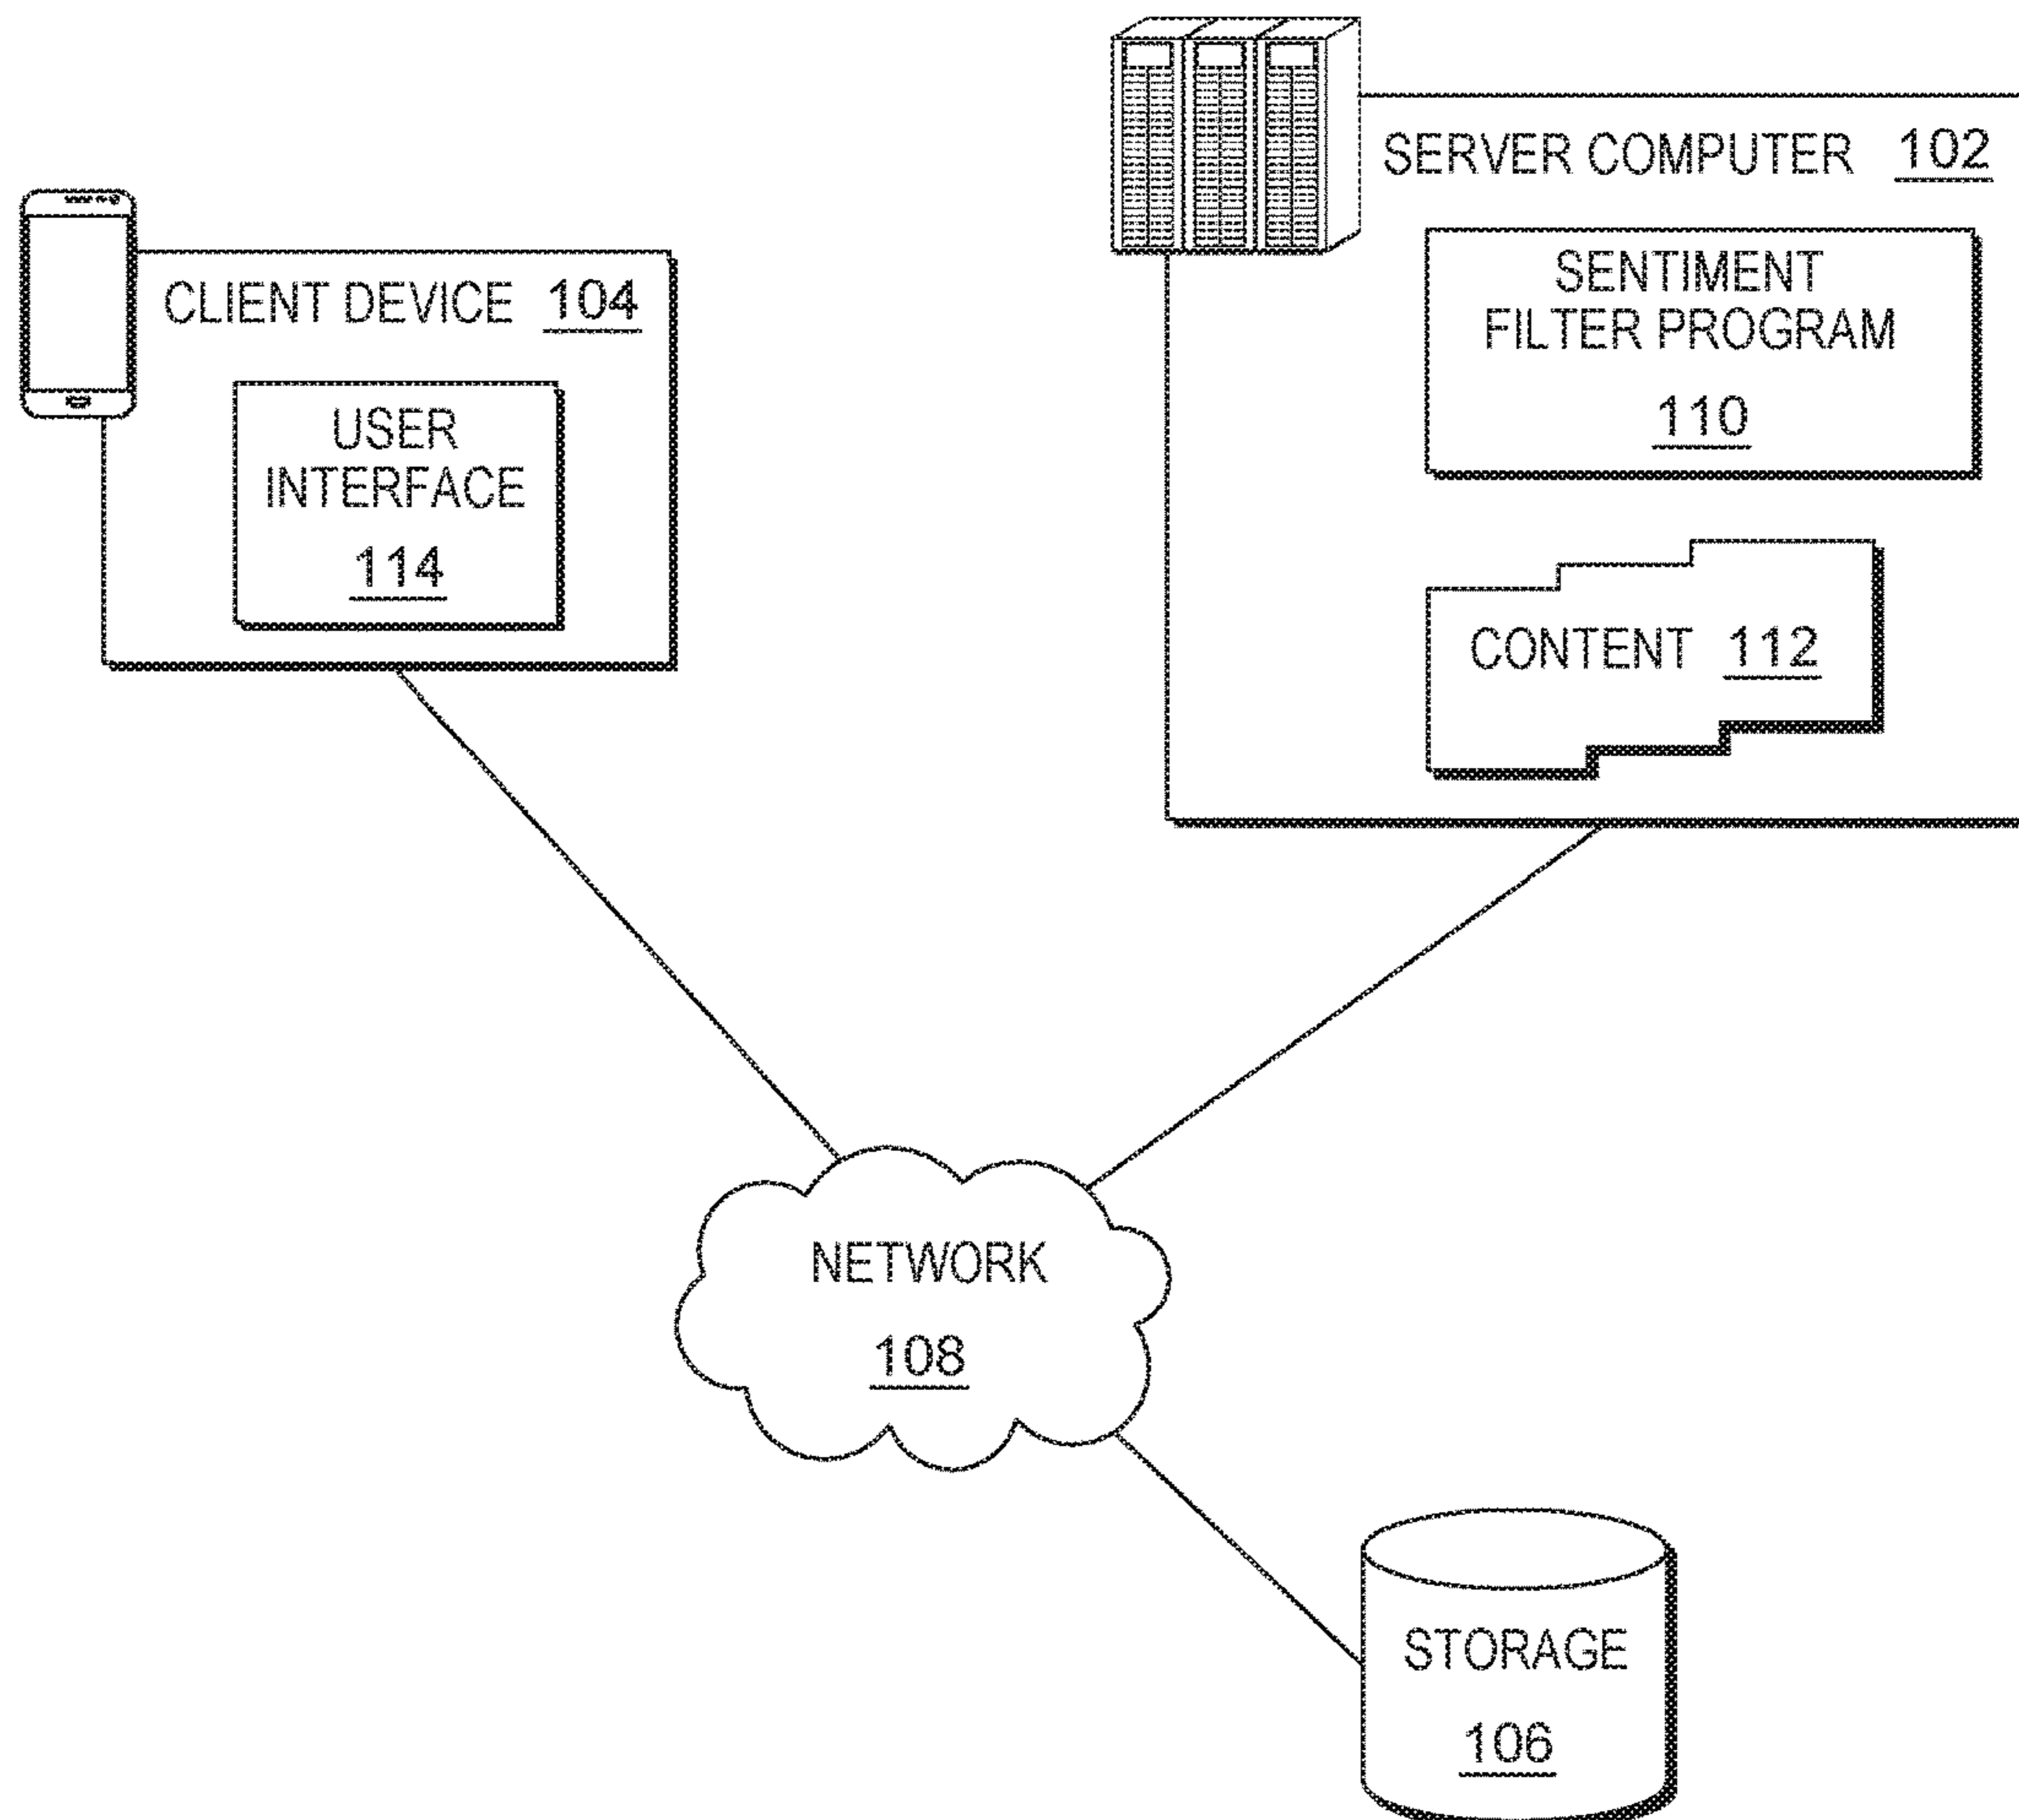 SERVER COMPUTER 102
SENTIMENT
FILTER PROGRAM
110
CONTENT 112
CLIENT DEVICE 104
USER
INTERFACE
114
NETWORK
108
STORAGE
106